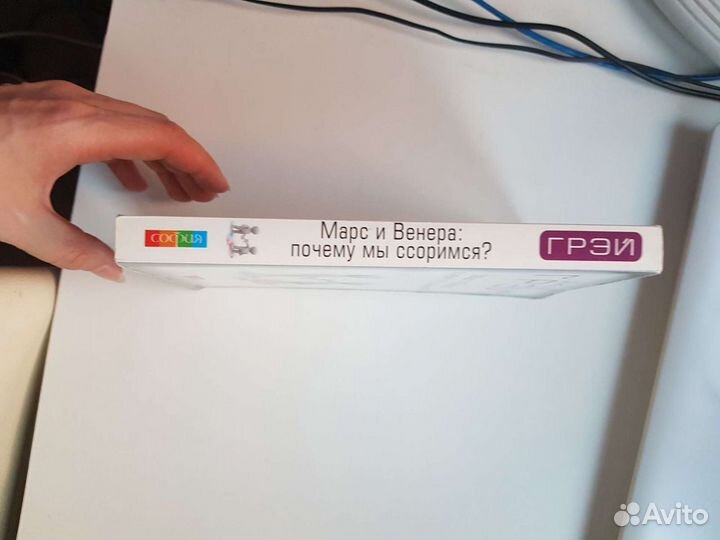 София
Марс и Венера:
почему мы ссоримся?
ГРЭЙ
Avito